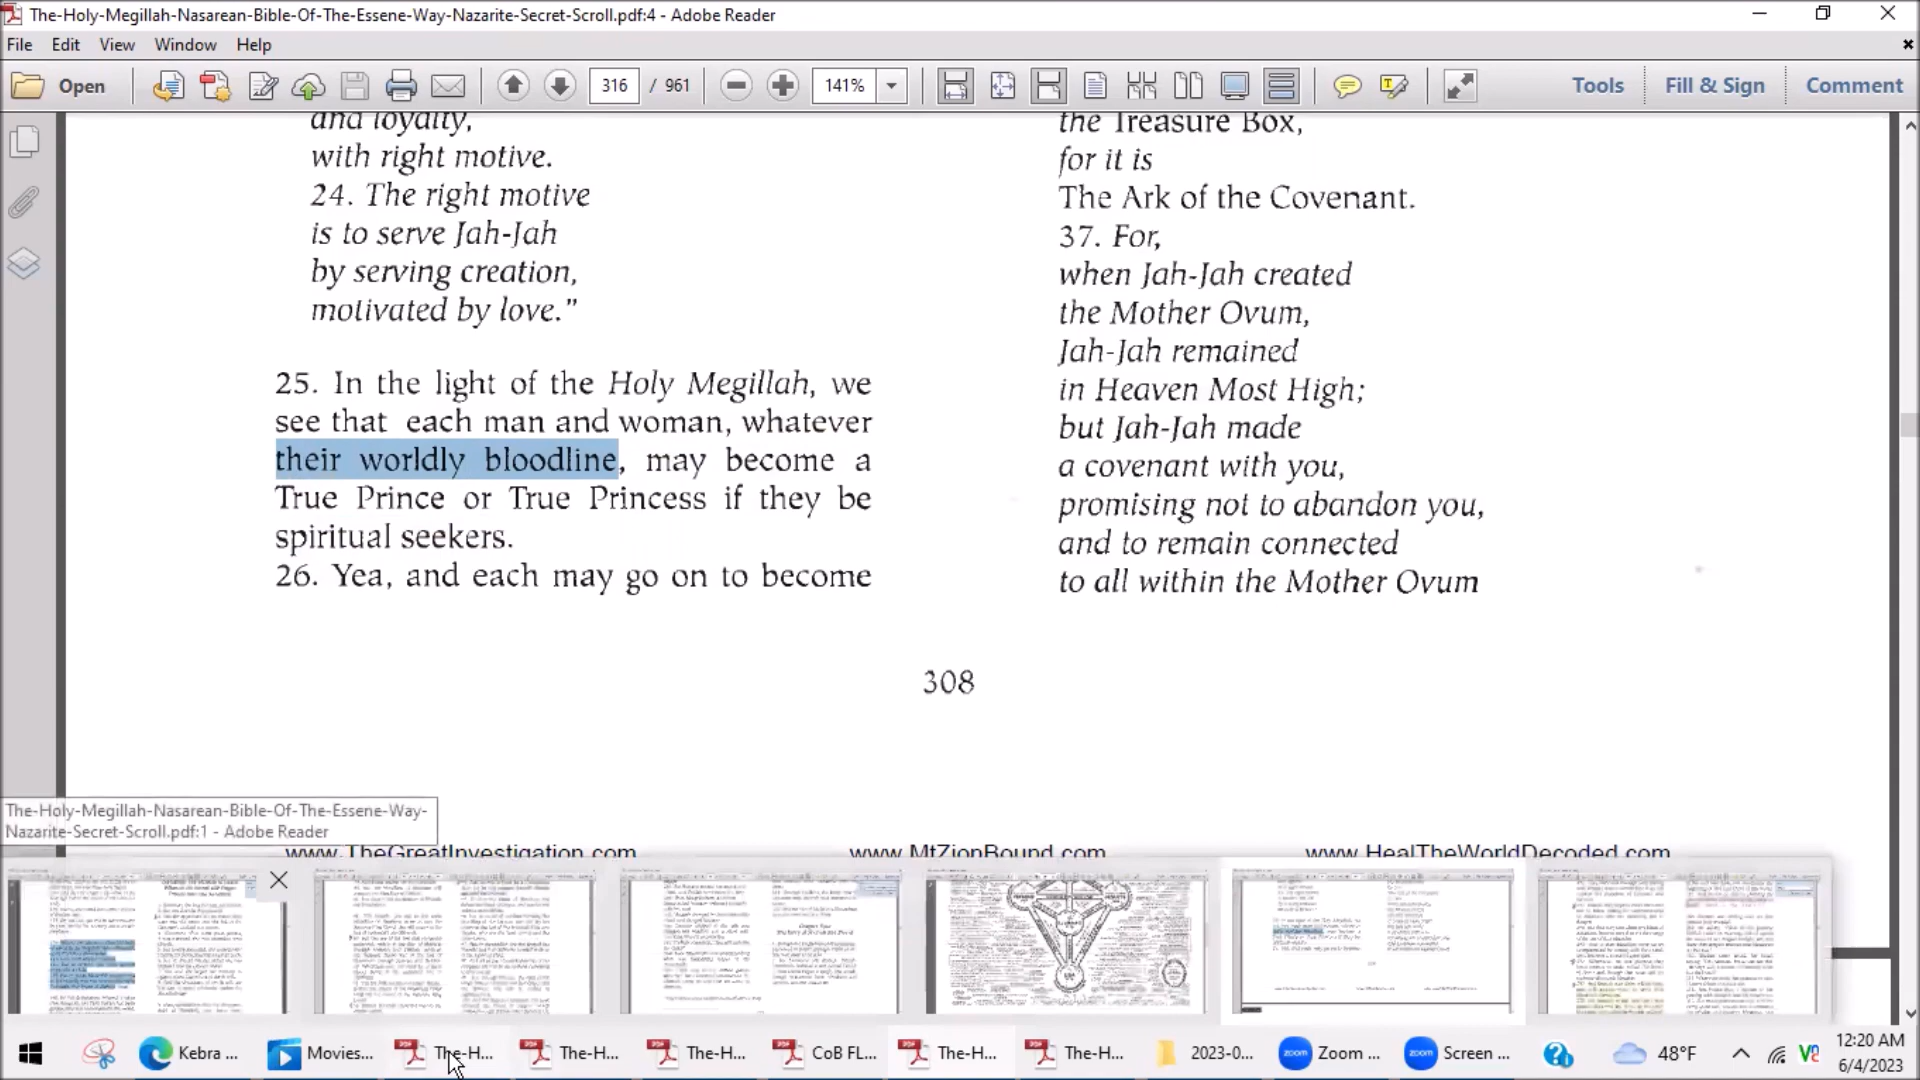 The-Holy-Megillah-Nasarean-Bible-Of-The-Essene-Way-Nazarite-Secret-Scroll.pdf:4 - Adobe Reader
File Edit View Window Help
Open 316 / 961 141% Tools Fill & Sign Comment
and loyalty,
with right motive.
24. The right motive
is to serve Jah-Jah
by serving creation,
motivated by love."
25. In the light of the Holy Megillah, we
see that each man and woman, whatever
their worldly bloodline, may become a
True Prince or True Princess if they be
spiritual seekers.
26. Yea, and each may go on to become
the Treasure Box,
for it is
The Ark of the Covenant.
37. For,
when Jah-Jah created
the Mother Ovum,
Jah-Jah remained
in Heaven Most High;
but Jah-Jah made
a covenant with you,
promising not to abandon you,
and to remain connected
to all within the Mother Ovum
308
The-Holy-Megillah-Nasarean-Bible-Of-The-Essene-Way-
Nazarite-Secret-Scroll.pdf:1 - Adobe Reader
www.TheGreatInvestigation.com www.MtZionBound.com www.HealTheWorldDecoded.com
Kebra ... Movies... The-H... The-H... The-H... CoB FL... The-H... The-H... 2023-0... zoom Zoom ... zoom Screen ... 48°F 12:20 AM
6/4/2023